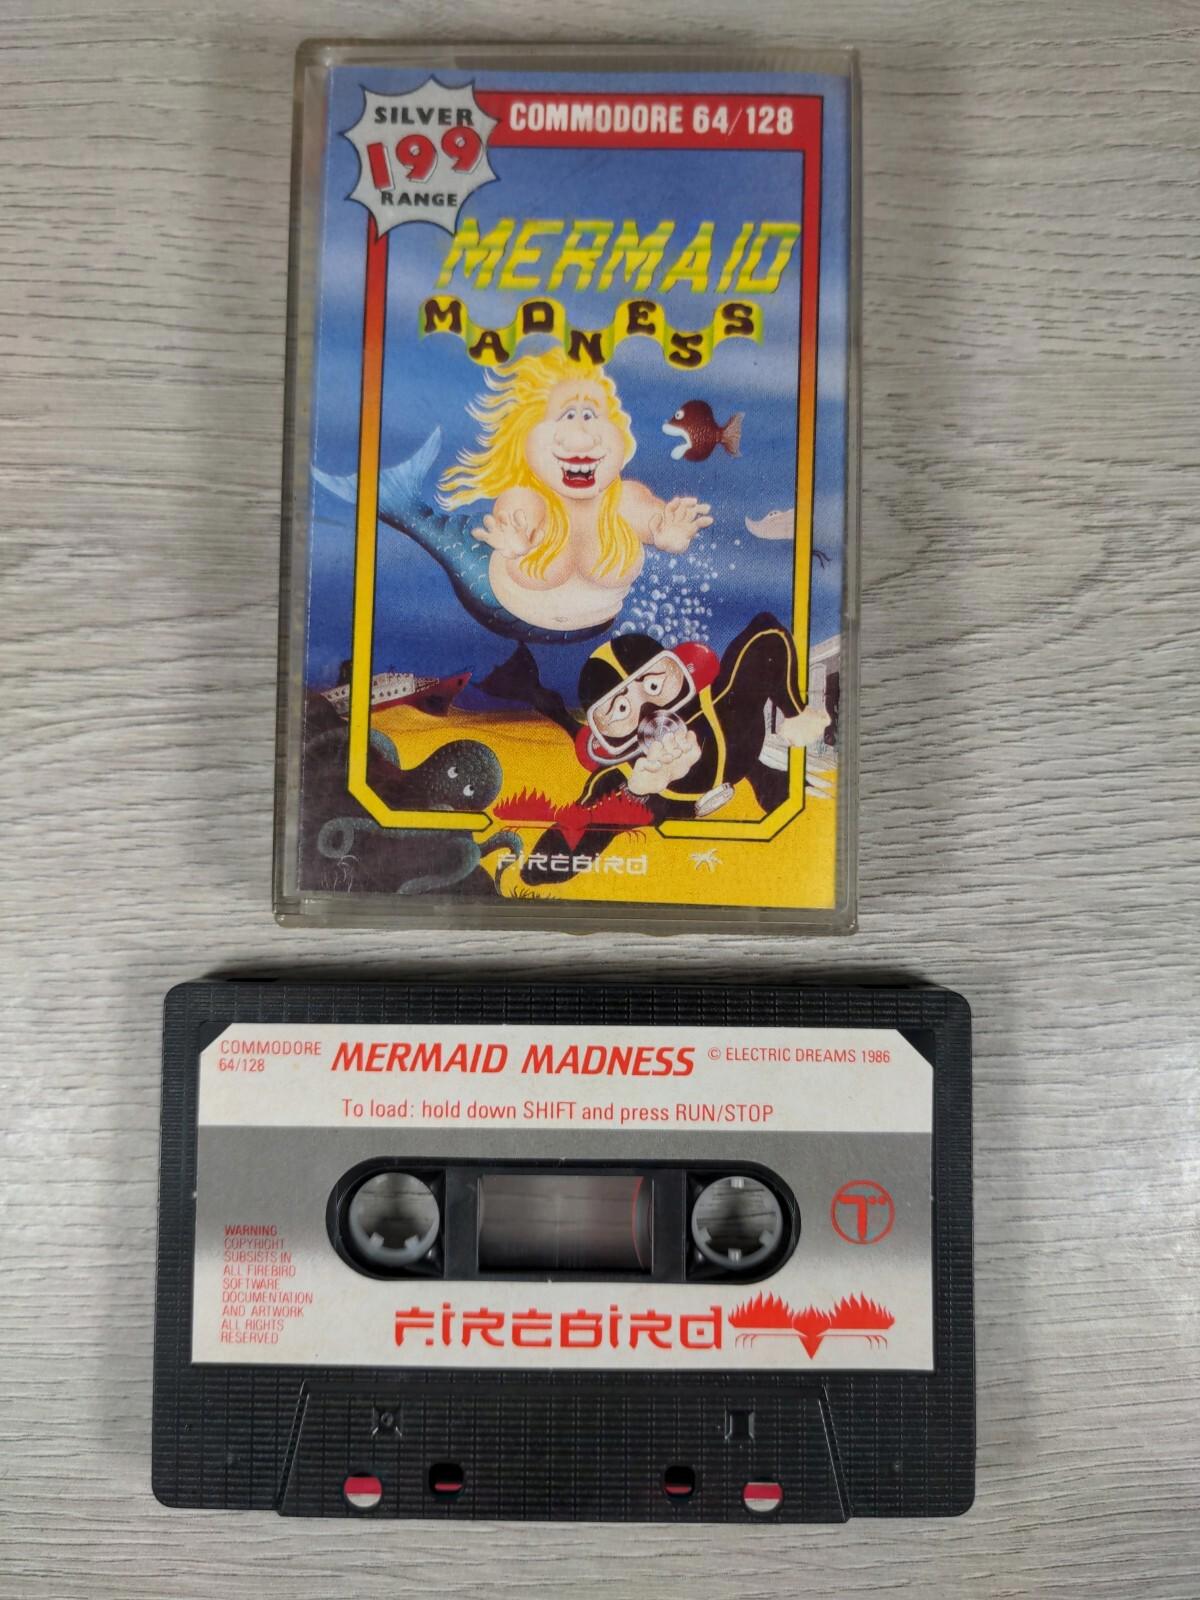 SILVER
199
RANGE
COMMODORE 64/128
MERMAID
MADNESS
FIREBIRD
COMMODORE
64/128
MERMAID MADNESS
© ELECTRIC DREAMS 1986
To load: hold down SHIFT and press RUN/STOP
WARNING
COPYRIGHT
SUBSISTS IN
ALL FIREBIRD
SOFTWARE
DOCUMENTATION
AND ARTWORK
ALL RIGHTS
RESERVED
FIREBIRD